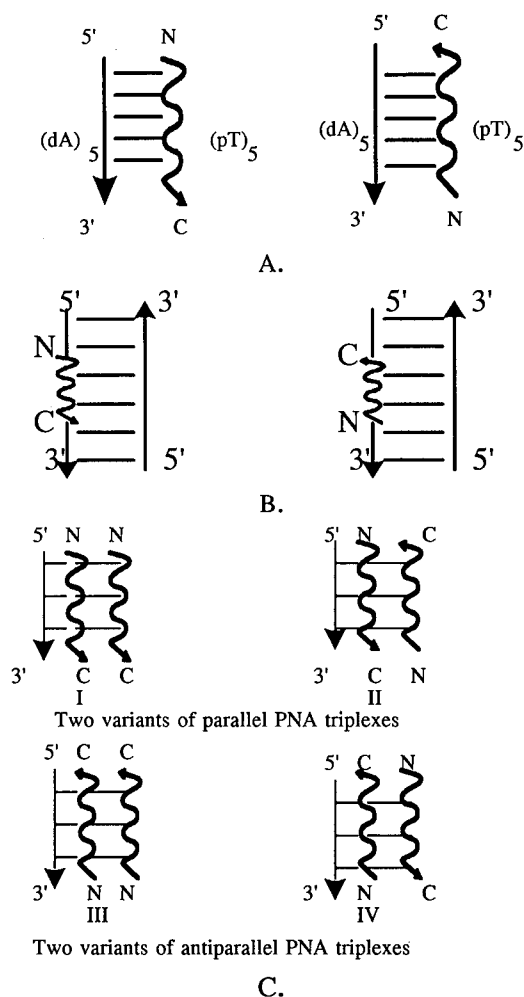 5' N 5' C
(dA)5 (pT)5 (dA)5 (pT)5
3' C 3' N
A.
5' 3' 5' 3'
N C
C N
3' 5' 3' 5'
B.
5' N N 5' N C
3' C C 3' C N
I II
Two variants of parallel PNA triplexes
5' C C 5' C N
3' N N 3' N C
III IV
Two variants of antiparallel PNA triplexes
C.